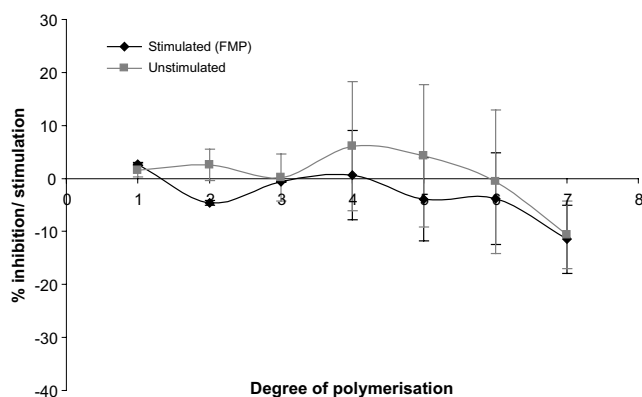 30
Stimulated (FMP)
Unstimulated
20
10
0
0 1 2 3 4 5 6 7 8
-10
-20
-30
-40
% inhibition/ stimulation
Degree of polymerisation